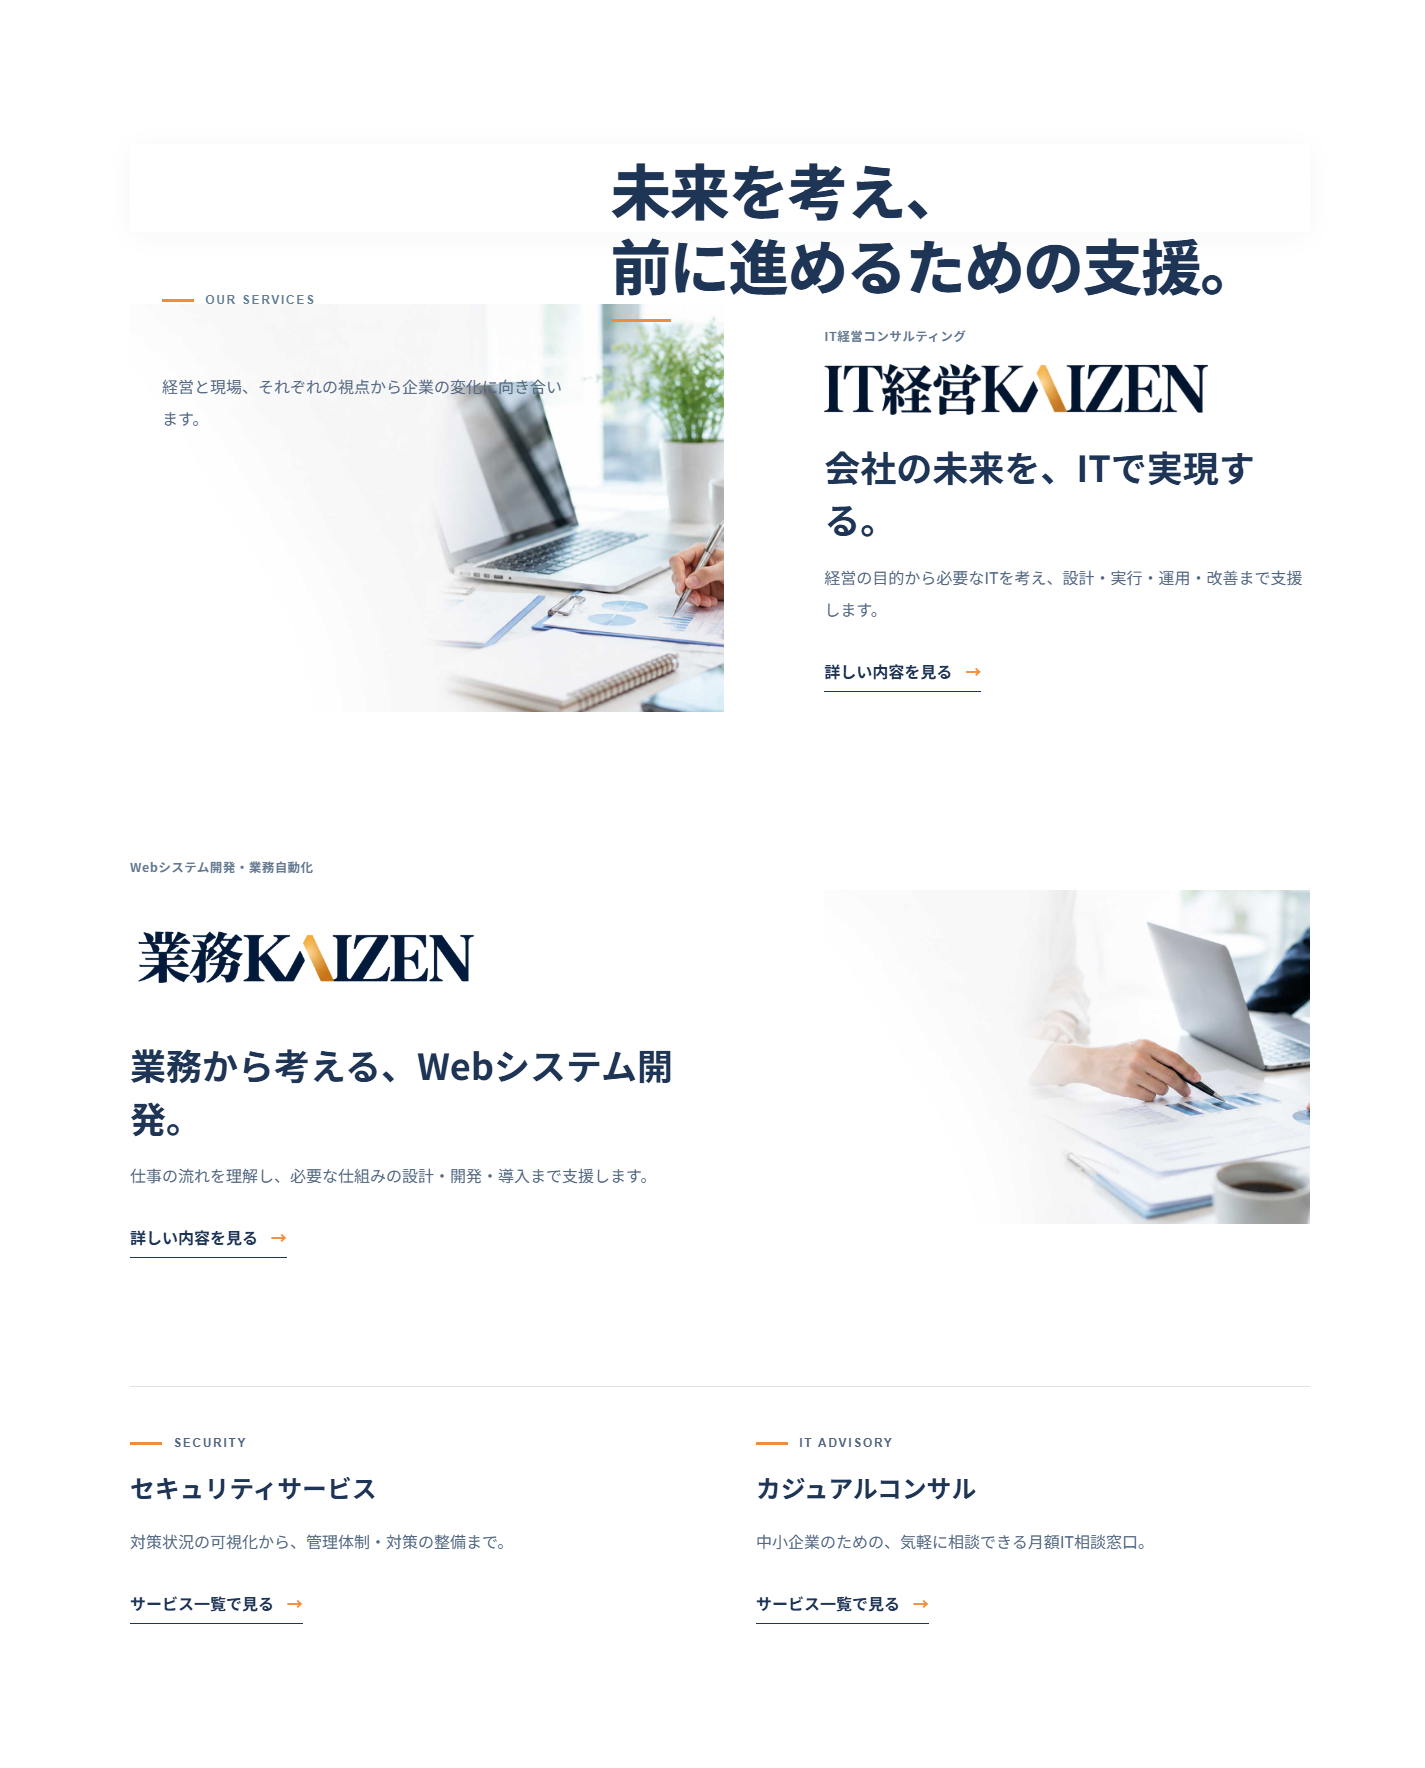 未来を考え、
前に進めるための支援。
OUR SERVICES
経営と現場、それぞれの視点から企業の変化に向き合い
ます。
IT経営コンサルティング
IT経営KAIZEN
会社の未来を、ITで実現す
る。
経営の目的から必要なITを考え、設計・実行・運用・改善まで支援
します。
詳しい内容を見る →
Webシステム開発・業務自動化
業務KAIZEN
業務から考える、Webシステム開
発。
仕事の流れを理解し、必要な仕組みの設計・開発・導入まで支援します。
詳しい内容を見る →
SECURITY
セキュリティサービス
対策状況の可視化から、管理体制・対策の整備まで。
サービス一覧で見る →
IT ADVISORY
カジュアルコンサル
中小企業のための、気軽に相談できる月額IT相談窓口。
サービス一覧で見る →